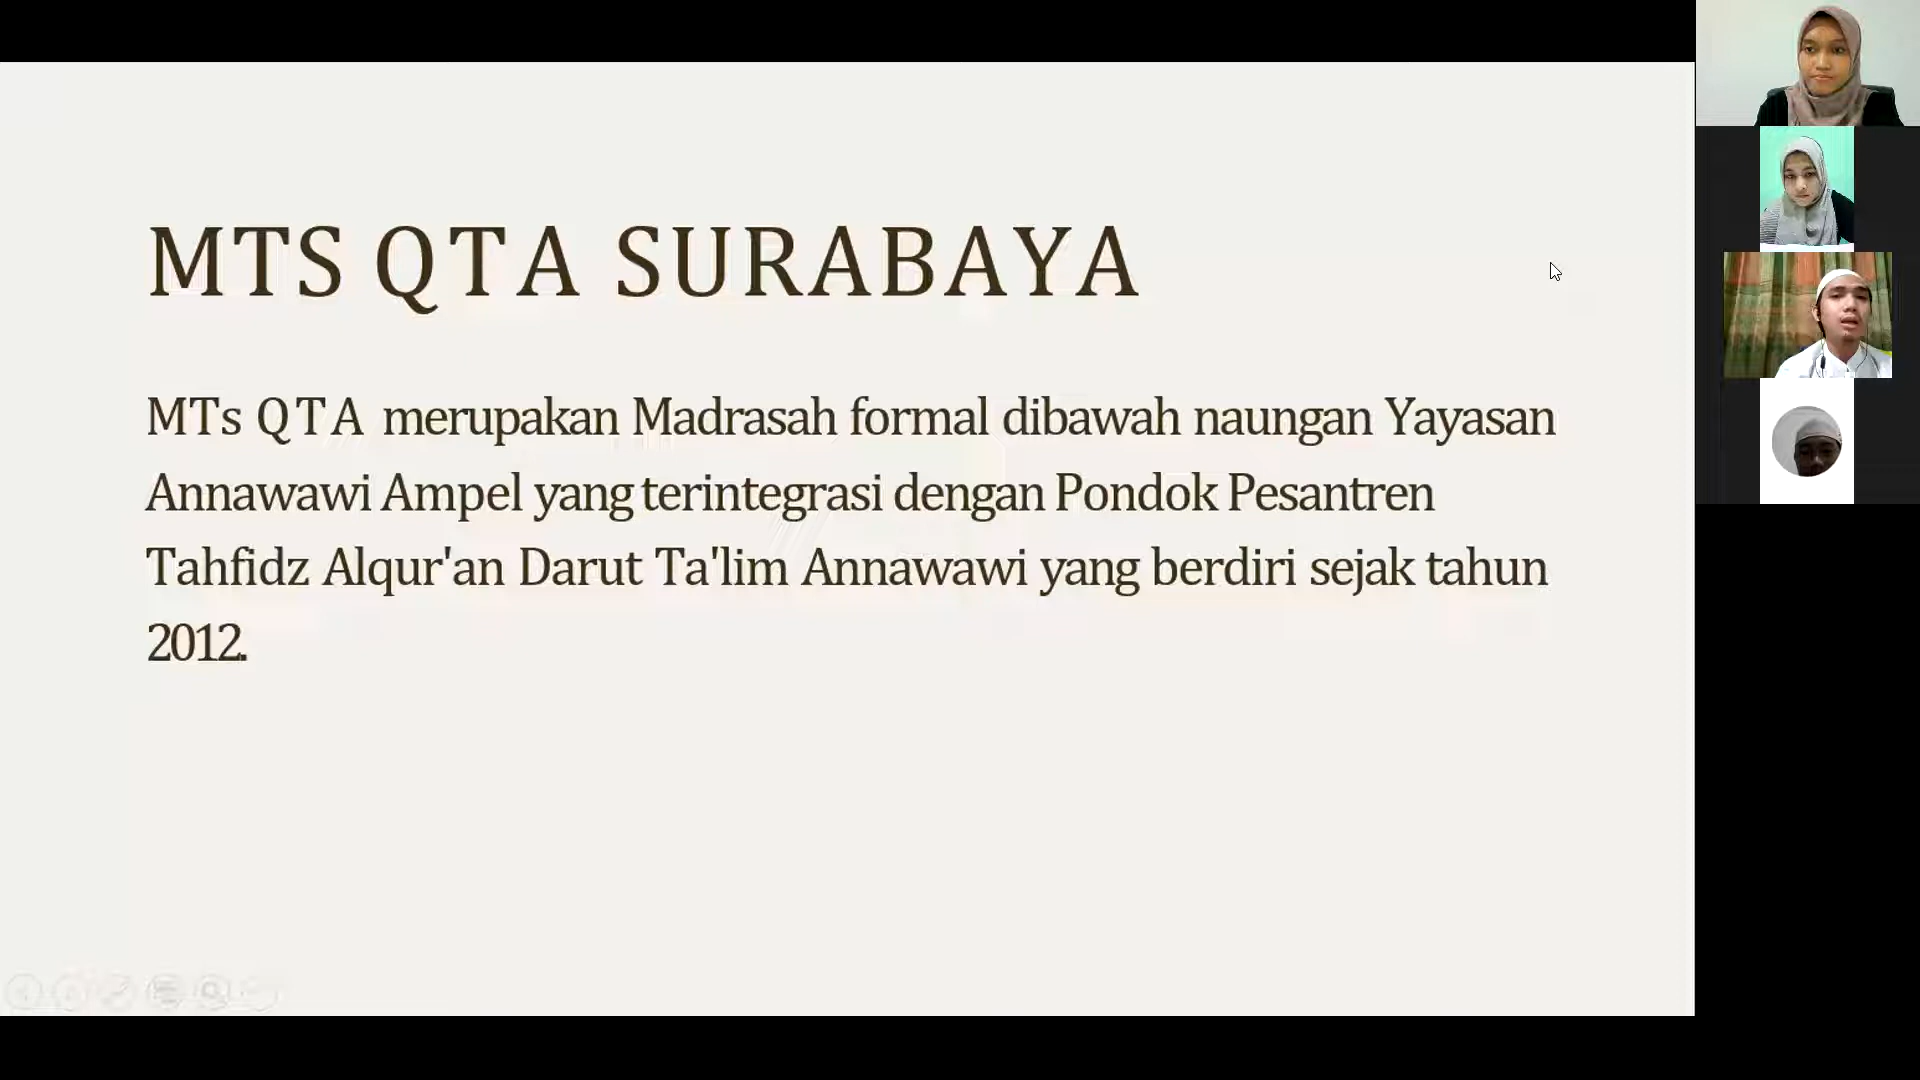 MTS QTA SURABAYA
MTs QTA merupakan Madrasah formal dibawah naungan Yayasan
Annawawi Ampel yang terintegrasi dengan Pondok Pesantren
Tahfidz Alqur'an Darut Ta'lim Annawawi yang berdiri sejak tahun
2012.